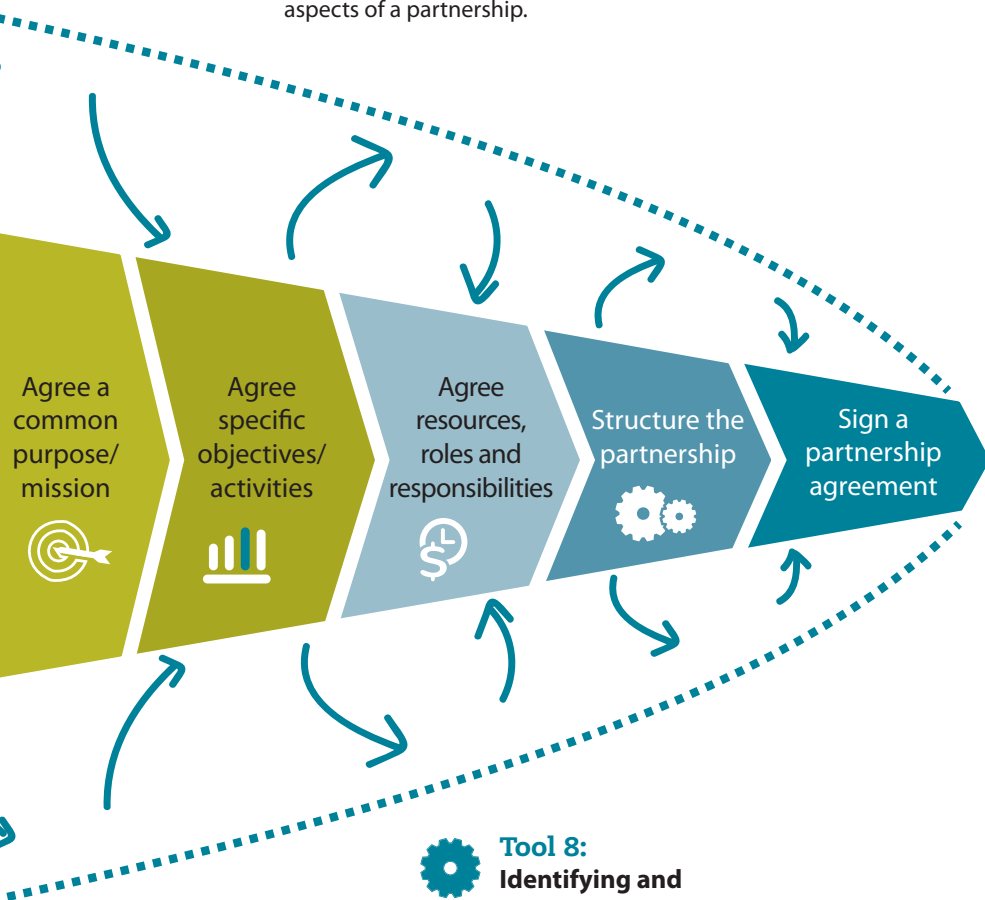 aspects of a partnership.
Agree a
common
purpose/
mission
Agree
specific
objectives/
activities
Agree
resources,
roles and
responsibilities
$
Structure the
partnership
Sign a
partnership
agreement
Tool 8:
Identifying and